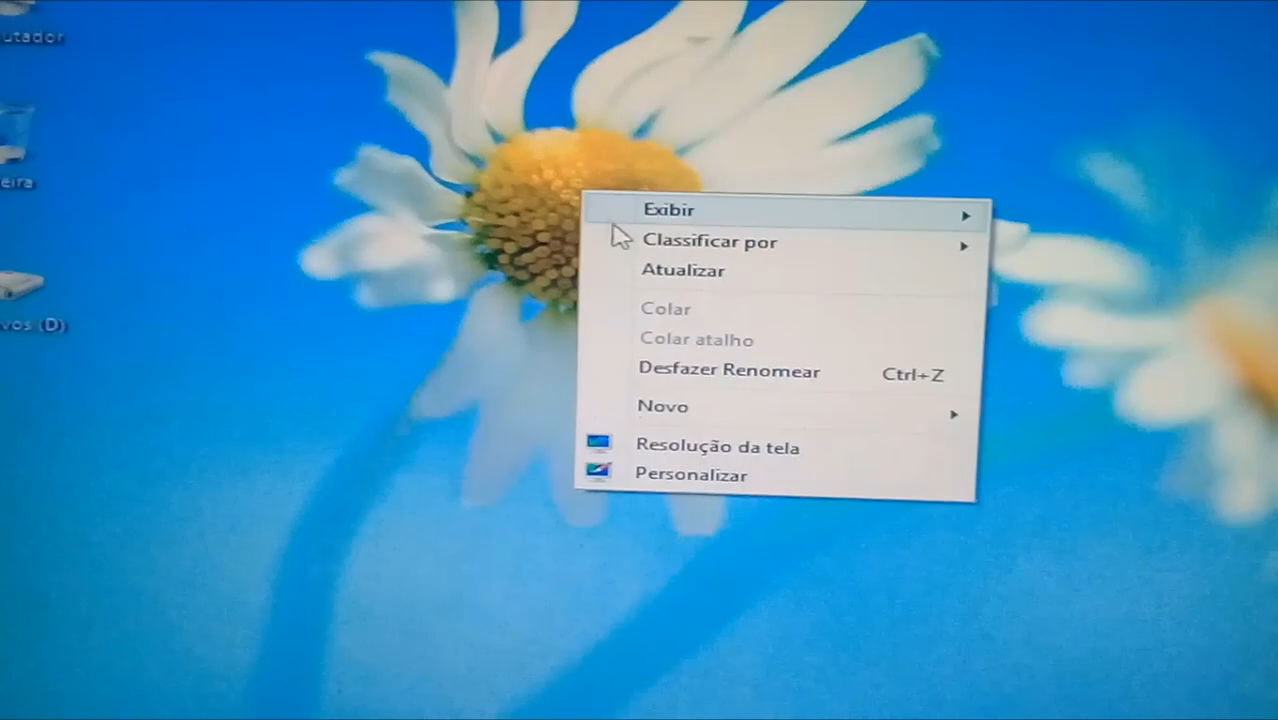 utador
eira
vos (D)
Exibir
Classificar por
Atualizar
Colar
Colar atalho
Desfazer Renomear Ctrl+Z
Novo
Resolução da tela
Personalizar